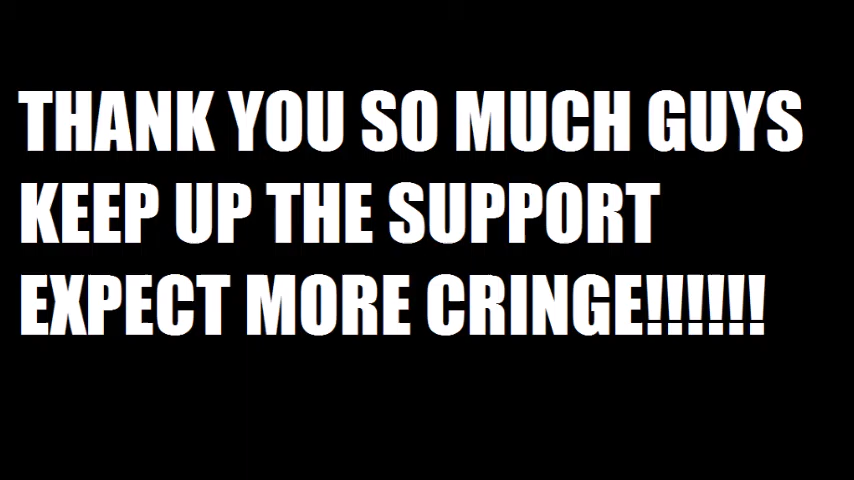 THANK YOU SO MUCH GUYS
KEEP UP THE SUPPORT
EXPECT MORE CRINGE!!!!!!